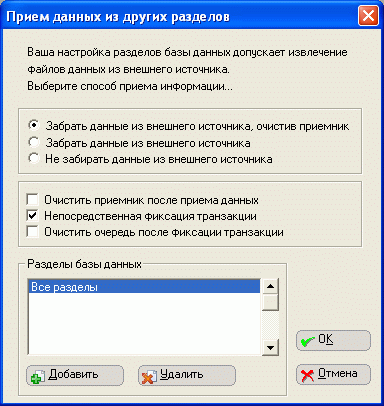 Прием данных из других разделов
Ваша настройка разделов базы данных допускает извлечение
файлов данных из внешнего источника.
Выберите способ приема информации...
Забрать данные из внешнего источника, очистив приемник
Забрать данные из внешнего источника
Не забирать данные из внешнего источника
Очистить приемник после приема данных
Непосредственная фиксация транзакции
Очистить очередь после фиксации транзакции
Разделы базы данных
Все разделы
Добавить
Удалить
OK
Отмена